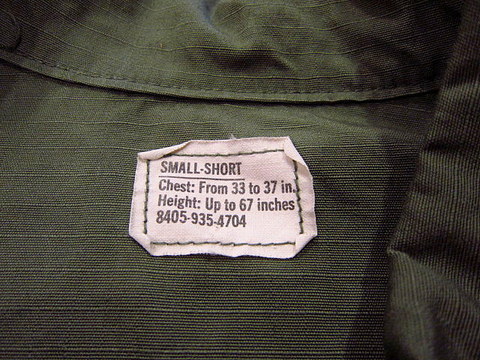 SMALL-SHORT
Chest: From 33 to 37 in.
Height: Up to 67 inches
8405-935-4704